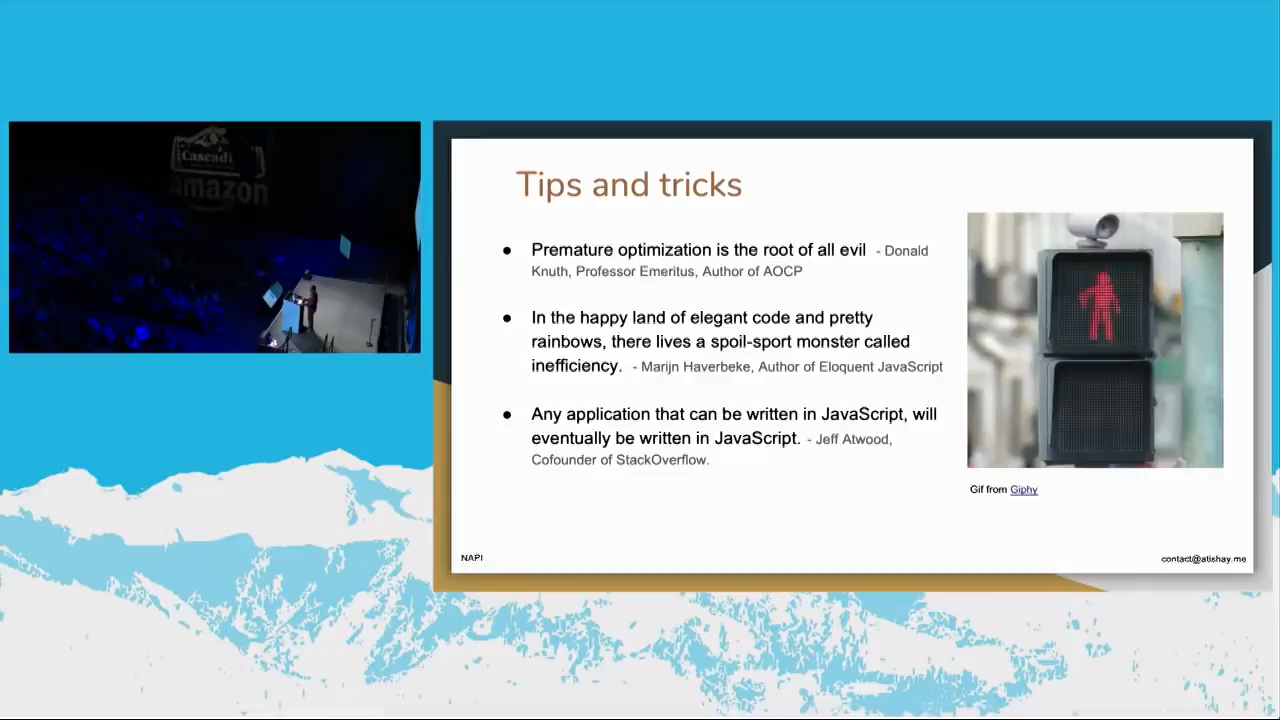 Cascadi
amazon
Tips and tricks
● Premature optimization is the root of all evil - Donald
Knuth, Professor Emeritus, Author of AOCP
● In the happy land of elegant code and pretty
rainbows, there lives a spoil-sport monster called
inefficiency. - Marijn Haverbeke, Author of Eloquent JavaScript
● Any application that can be written in JavaScript, will
eventually be written in JavaScript. - Jeff Atwood,
Cofounder of StackOverflow.
Gif from Giphy
NAPI
contact@atishay.me